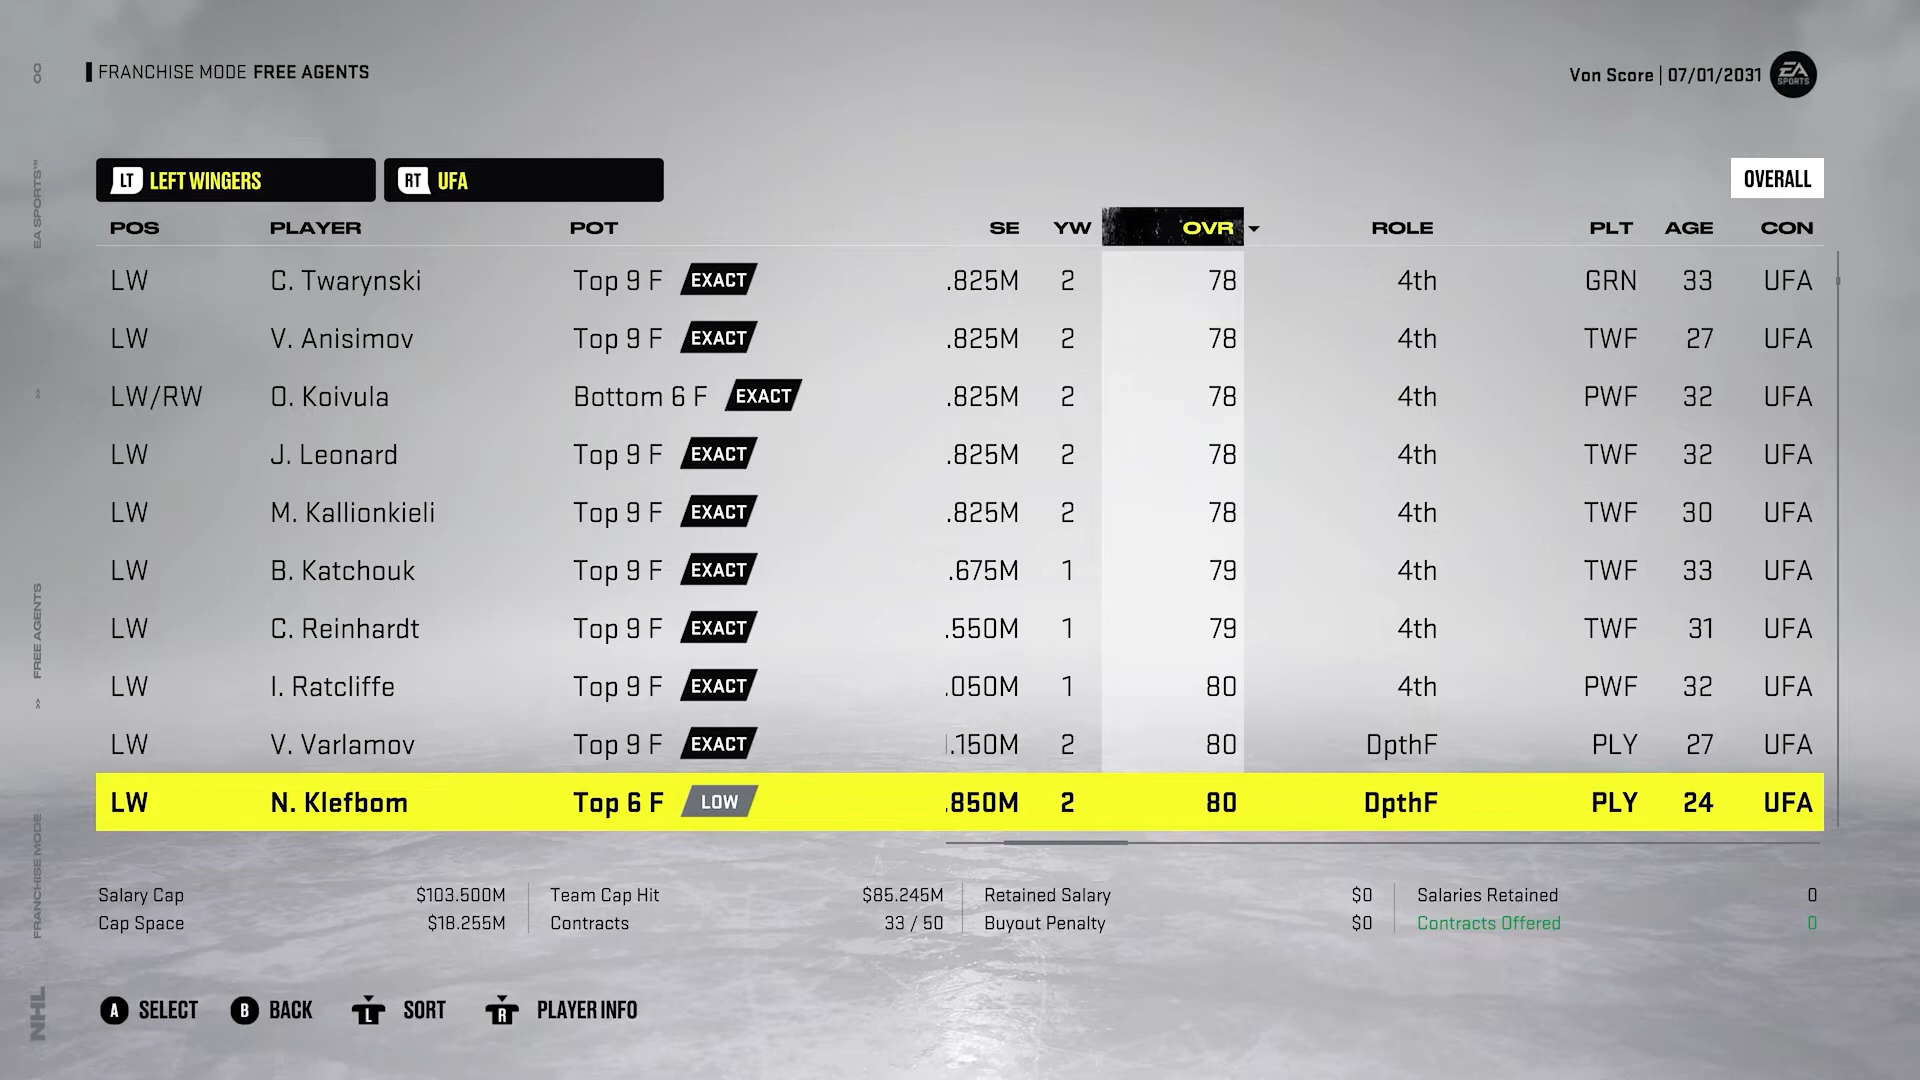 FRANCHISE MODE FREE AGENTS
Von Score | 07/01/2031
EA SPORTS
LT LEFT WINGERS
RT UFA
OVERALL
POS PLAYER POT SE YW OVR ROLE PLT AGE CON
LW C. Twarynski Top 9 F EXACT .825M 2 78 4th GRN 33 UFA
LW V. Anisimov Top 9 F EXACT .825M 2 78 4th TWF 27 UFA
LW/RW O. Koivula Bottom 6 F EXACT .825M 2 78 4th PWF 32 UFA
LW J. Leonard Top 9 F EXACT .825M 2 78 4th TWF 32 UFA
LW M. Kallionkieli Top 9 F EXACT .825M 2 78 4th TWF 30 UFA
LW B. Katchouk Top 9 F EXACT .675M 1 79 4th TWF 33 UFA
LW C. Reinhardt Top 9 F EXACT .550M 1 79 4th TWF 31 UFA
LW I. Ratcliffe Top 9 F EXACT .050M 1 80 4th PWF 32 UFA
LW V. Varlamov Top 9 F EXACT .150M 2 80 DpthF PLY 27 UFA
LW N. Klefbom Top 6 F LOW .850M 2 80 DpthF PLY 24 UFA
Salary Cap $103.500M Team Cap Hit $85.245M Retained Salary $0 Salaries Retained 0
Cap Space $18.255M Contracts 33 / 50 Buyout Penalty $0 Contracts Offered 0
A SELECT B BACK L SORT R PLAYER INFO
NHL FRANCHISE MODE >> FREE AGENTS >> EA SPORTS™